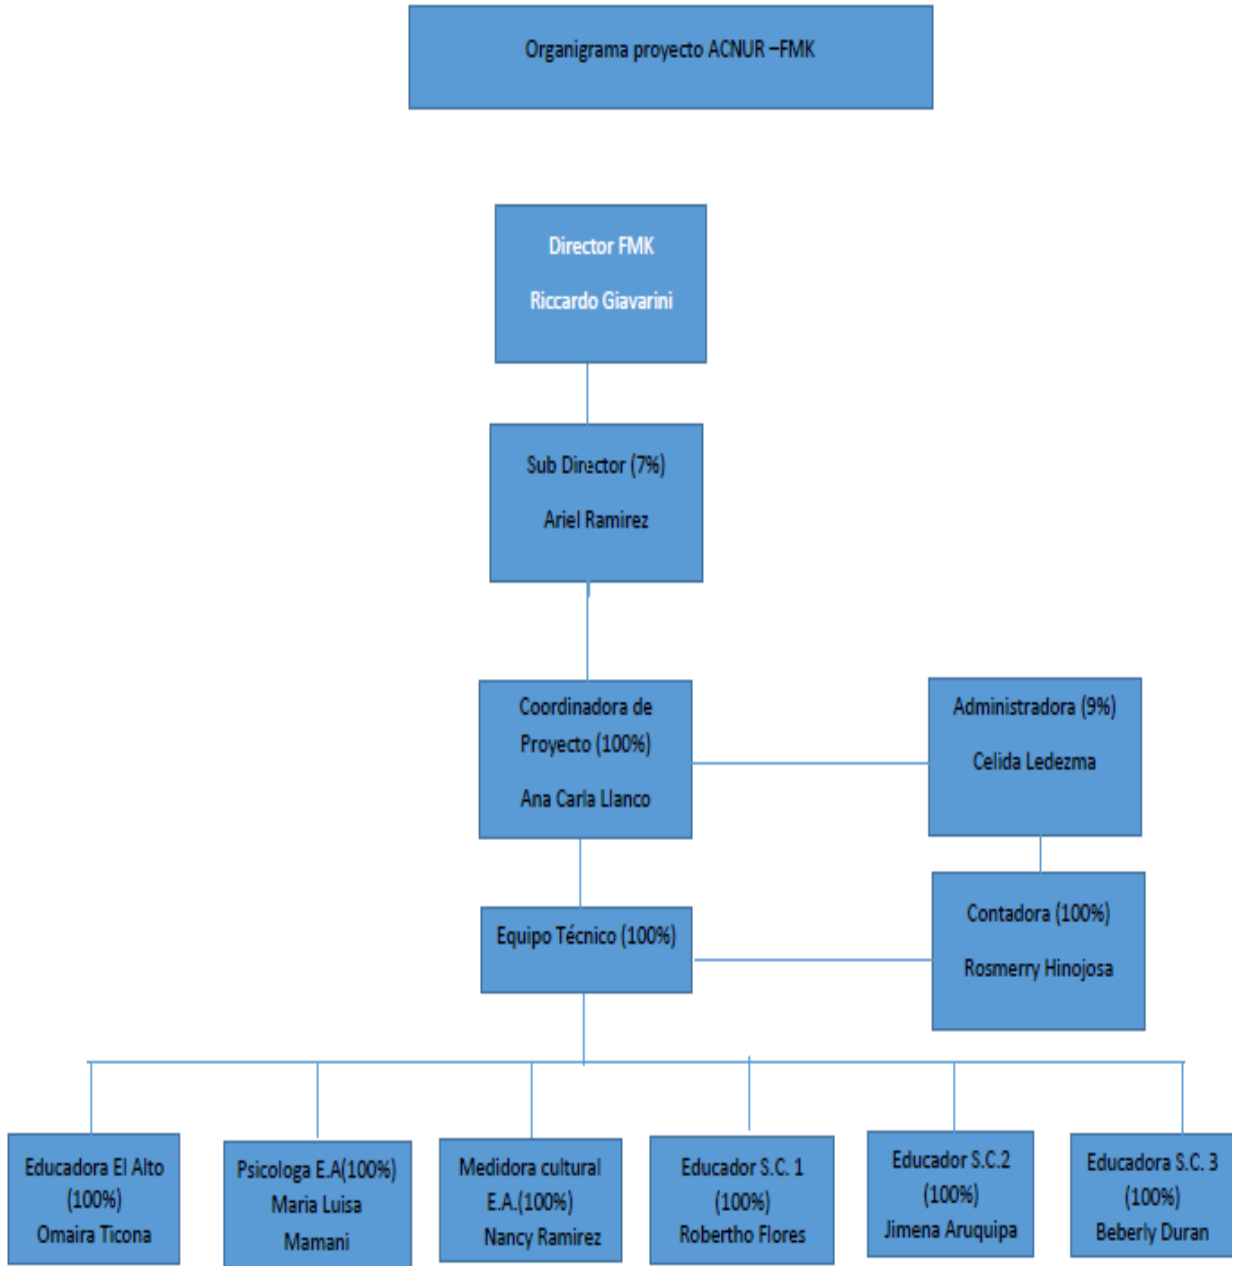 Organigrama proyecto ACNUR –FMK
Director FMK
Riccardo Giavarini
Sub Director (7%)
Ariel Ramirez
Coordinadora de
Proyecto (100%)
Ana Carla Llanco
Administradora (9%)
Celida Ledezma
Equipo Técnico (100%)
Contadora (100%)
Rosmerry Hinojosa
Educadora El Alto
(100%)
Omaira Ticona
Psicologa E.A(100%)
Maria Luisa
Mamani
Medidora cultural
E.A.(100%)
Nancy Ramirez
Educador S.C. 1
(100%)
Robertho Flores
Educador S.C.2
(100%)
Jimena Aruquipa
Educadora S.C. 3
(100%)
Beberly Duran